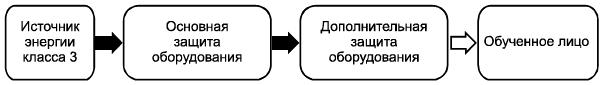 Источник
энергии
класса 3
Основная
защита
оборудования
Дополнительная
защита
оборудования
Обученное лицо